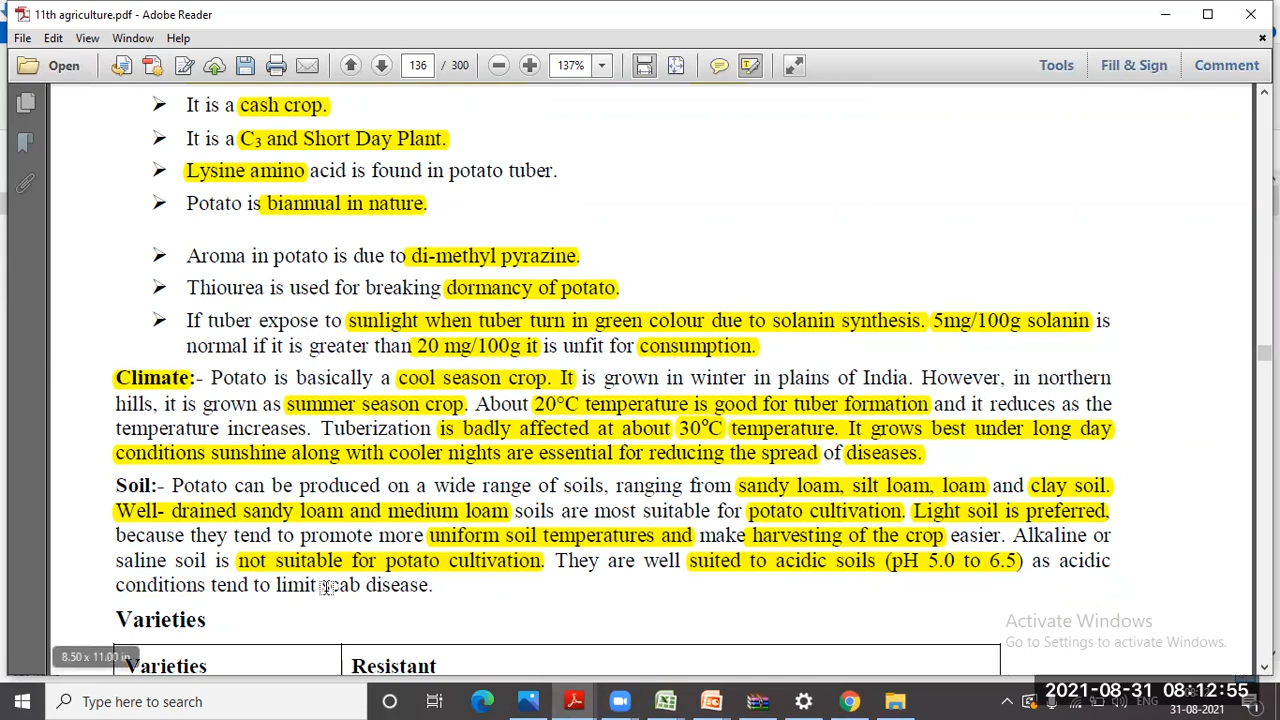 11th agriculture.pdf - Adobe Reader
File Edit View Window Help
Open 136 / 300 137% Tools Fill & Sign Comment
➢ It is a cash crop.
➢ It is a C₃ and Short Day Plant.
➢ Lysine amino acid is found in potato tuber.
➢ Potato is biannual in nature.
➢ Aroma in potato is due to di-methyl pyrazine.
➢ Thiourea is used for breaking dormancy of potato.
➢ If tuber expose to sunlight when tuber turn in green colour due to solanin synthesis. 5mg/100g solanin is
normal if it is greater than 20 mg/100g it is unfit for consumption.
Climate:- Potato is basically a cool season crop. It is grown in winter in plains of India. However, in northern
hills, it is grown as summer season crop. About 20°C temperature is good for tuber formation and it reduces as the
temperature increases. Tuberization is badly affected at about 30°C temperature. It grows best under long day
conditions sunshine along with cooler nights are essential for reducing the spread of diseases.
Soil:- Potato can be produced on a wide range of soils, ranging from sandy loam, silt loam, loam and clay soil.
Well- drained sandy loam and medium loam soils are most suitable for potato cultivation. Light soil is preferred,
because they tend to promote more uniform soil temperatures and make harvesting of the crop easier. Alkaline or
saline soil is not suitable for potato cultivation. They are well suited to acidic soils (pH 5.0 to 6.5) as acidic
conditions tend to limit scab disease.
Varieties
Varieties Resistant
8.50 x 11.00 in
Activate Windows
Go to Settings to activate Windows.
Type here to search
ENG
2021-08-31 08:12:55
31-08-2021